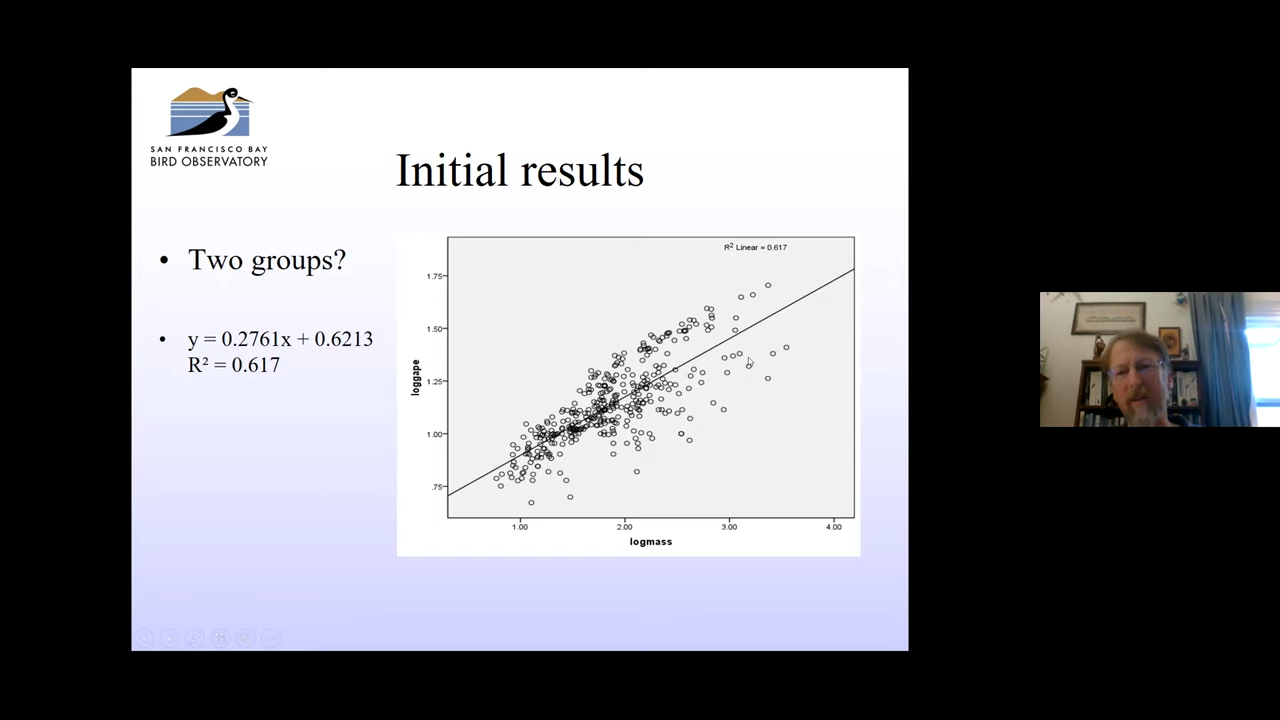 SAN FRANCISCO BAY
BIRD OBSERVATORY
Initial results
• Two groups?
• y = 0.2761x + 0.6213
R² = 0.617
R² Linear = 0.617
1.75
1.50
1.25
1.00
.75
loggape
1.00 2.00 3.00 4.00
logmass